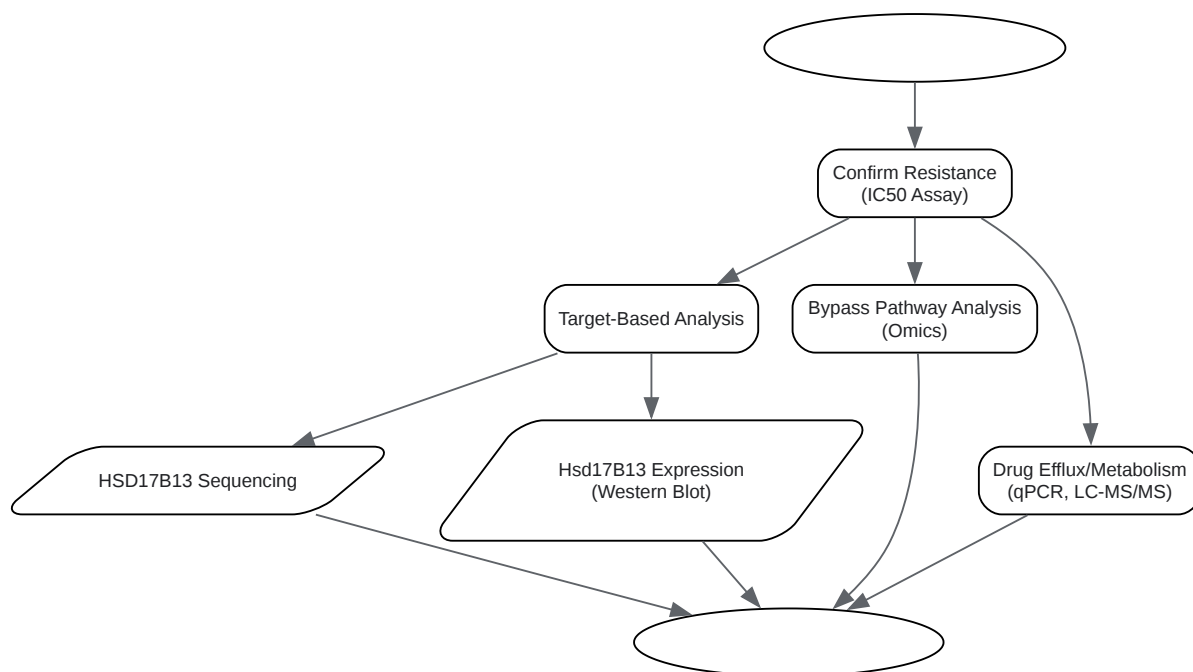 Confirm Resistance
(IC50 Assay)
Target-Based Analysis
Bypass Pathway Analysis
(Omics)
HSD17B13 Sequencing
Hsd17B13 Expression
(Western Blot)
Drug Efflux/Metabolism
(qPCR, LC-MS/MS)